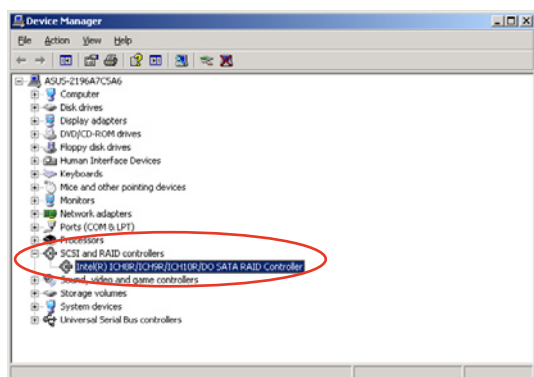 Device Manager
File Action View Help
ASUS-2196A7C5A6
Computer
Disk drives
Display adapters
DVD/CD-ROM drives
Floppy disk drives
Human Interface Devices
Keyboards
Mice and other pointing devices
Monitors
Network adapters
Ports (COM & LPT)
Processors
SCSI and RAID controllers
Intel(R) ICH8R/ICH9R/ICH10R/DO SATA RAID Controller
Sound, video and game controllers
Storage volumes
System devices
Universal Serial Bus controllers